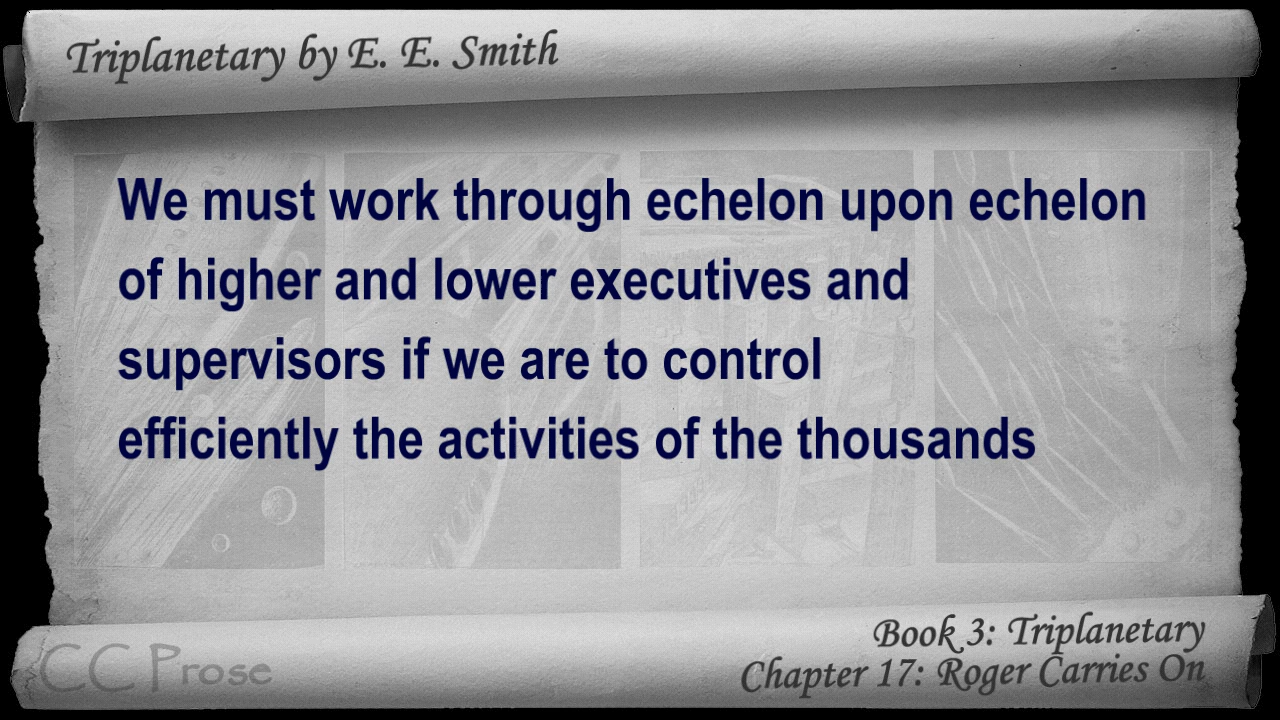 Triplanetary by E. E. Smith
We must work through echelon upon echelon
of higher and lower executives and
supervisors if we are to control
efficiently the activities of the thousands
Book 3: Triplanetary
Chapter 17: Roger Carries On
CC Prose